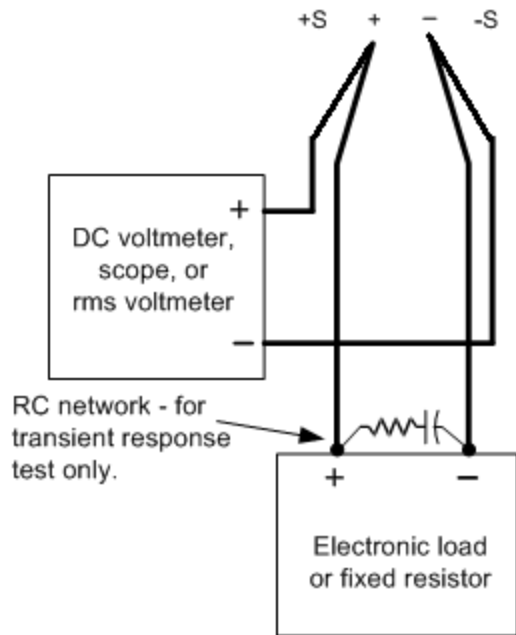 +S + − -S
+
DC voltmeter,
scope, or
rms voltmeter
−
RC network - for
transient response
test only.
+ −
Electronic load
or fixed resistor